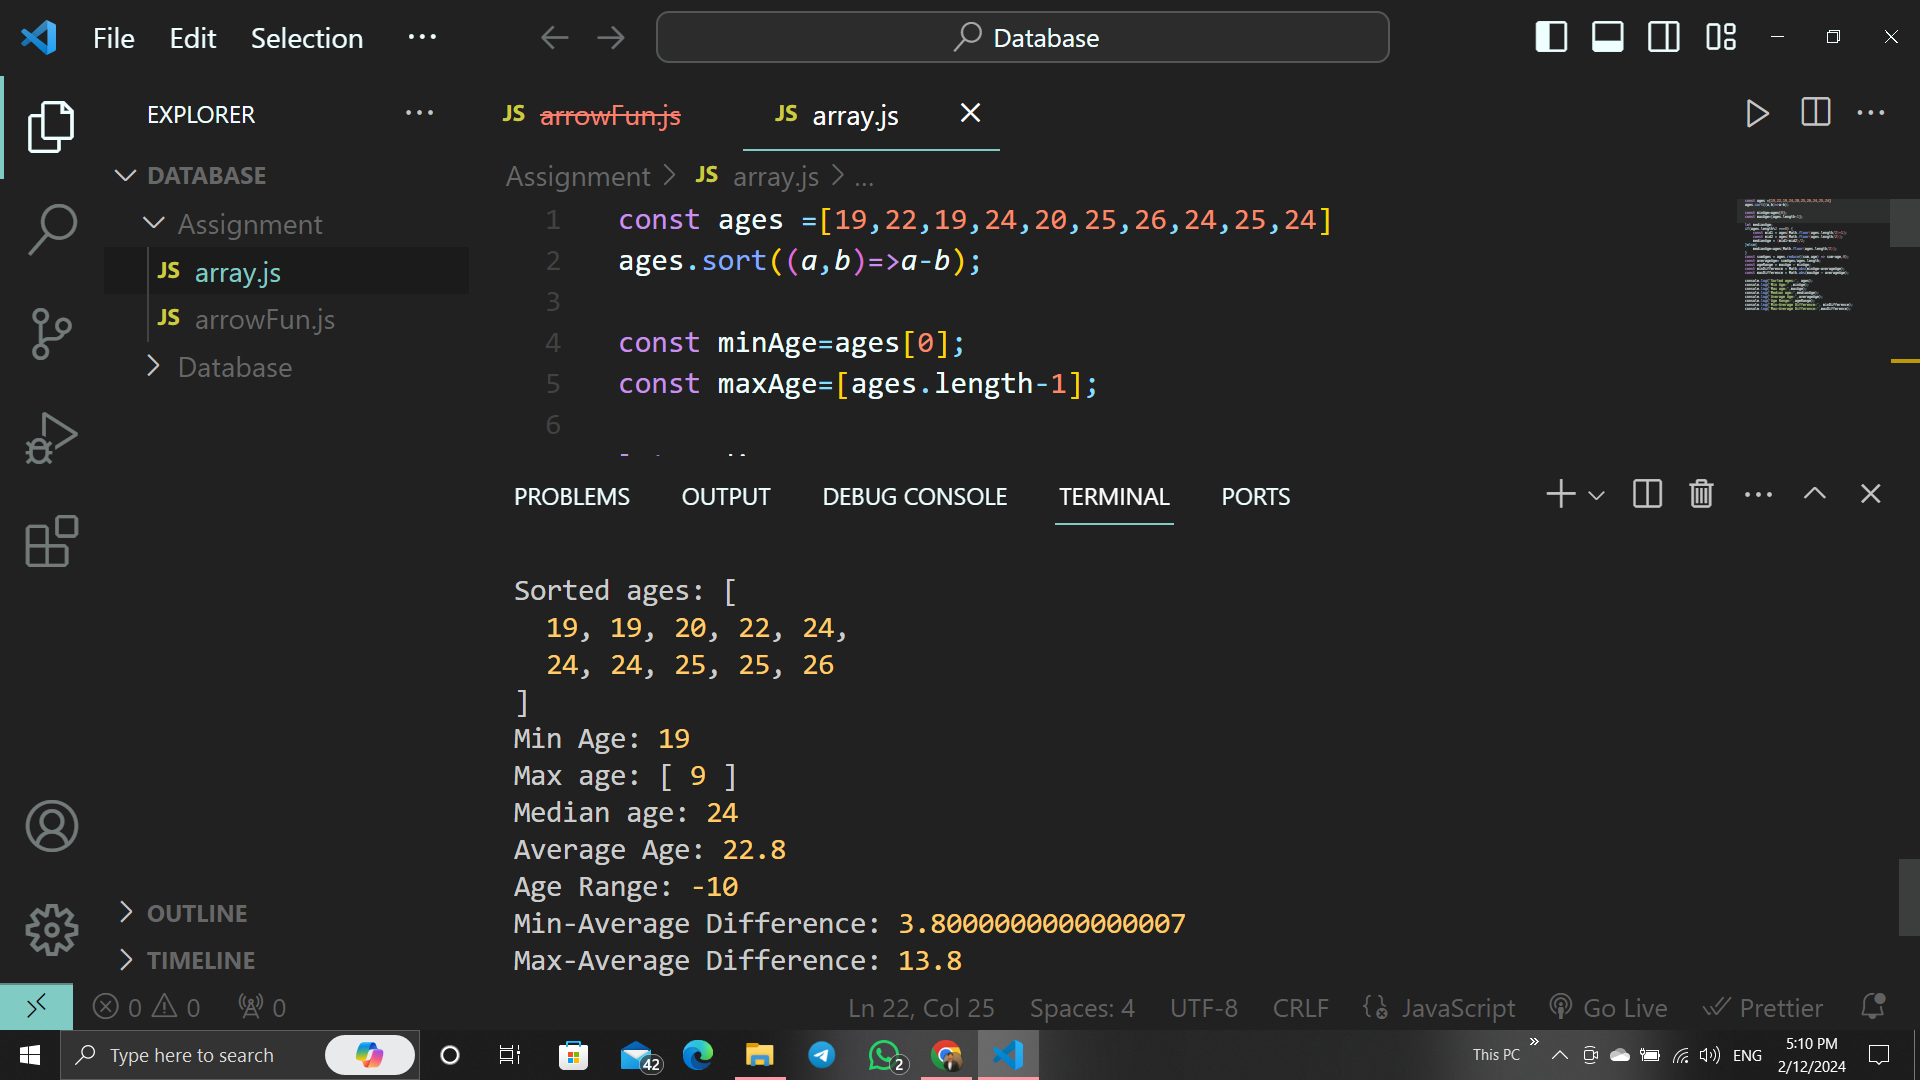 File Edit Selection ···
Database
EXPLORER ···
DATABASE
Assignment
JS array.js
JS arrowFun.js
Database
OUTLINE
TIMELINE
JS arrowFun.js
JS array.js
Assignment > JS array.js > ...
1 const ages =[19,22,19,24,20,25,26,24,25,24]
2 ages.sort((a,b)=>a-b);
3
4 const minAge=ages[0];
5 const maxAge=[ages.length-1];
6
PROBLEMS OUTPUT DEBUG CONSOLE TERMINAL PORTS
Sorted ages: [
19, 19, 20, 22, 24,
24, 24, 25, 25, 26
]
Min Age: 19
Max age: [ 9 ]
Median age: 24
Average Age: 22.8
Age Range: -10
Min-Average Difference: 3.8000000000000007
Max-Average Difference: 13.8
0 0 0 Ln 22, Col 25 Spaces: 4 UTF-8 CRLF JavaScript Go Live Prettier
Type here to search
42
2
This PC » ENG
5:10 PM
2/12/2024